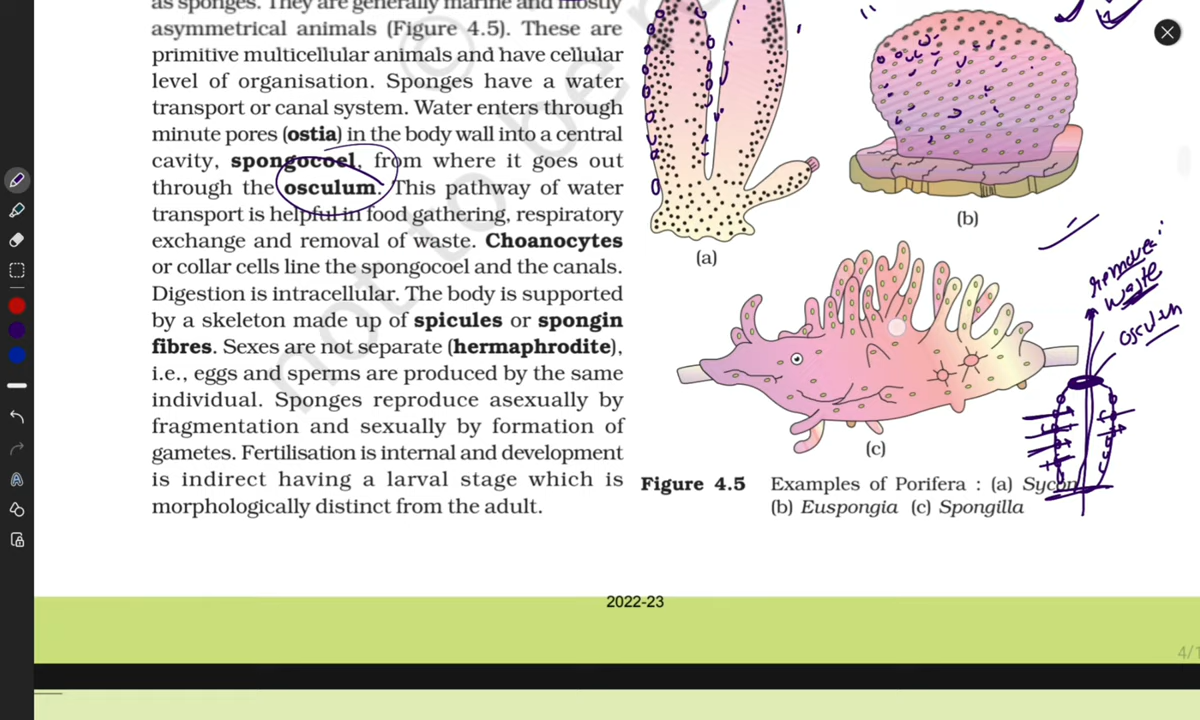 as sponges. They are generally marine and mostly
asymmetrical animals (Figure 4.5). These are
primitive multicellular animals and have cellular
level of organisation. Sponges have a water
transport or canal system. Water enters through
minute pores (ostia) in the body wall into a central
cavity, spongocoel, from where it goes out
through the osculum. This pathway of water
transport is helpful in food gathering, respiratory
exchange and removal of waste. Choanocytes
or collar cells line the spongocoel and the canals.
Digestion is intracellular. The body is supported
by a skeleton made up of spicules or spongin
fibres. Sexes are not separate (hermaphrodite),
i.e., eggs and sperms are produced by the same
individual. Sponges reproduce asexually by
fragmentation and sexually by formation of
gametes. Fertilisation is internal and development
is indirect having a larval stage which is
morphologically distinct from the adult.
(a)
(b)
(c)
remove
waste
Figure 4.5 Examples of Porifera : (a) Sycon
(b) Euspongia (c) Spongilla
2022-23
4/1
© not to be re